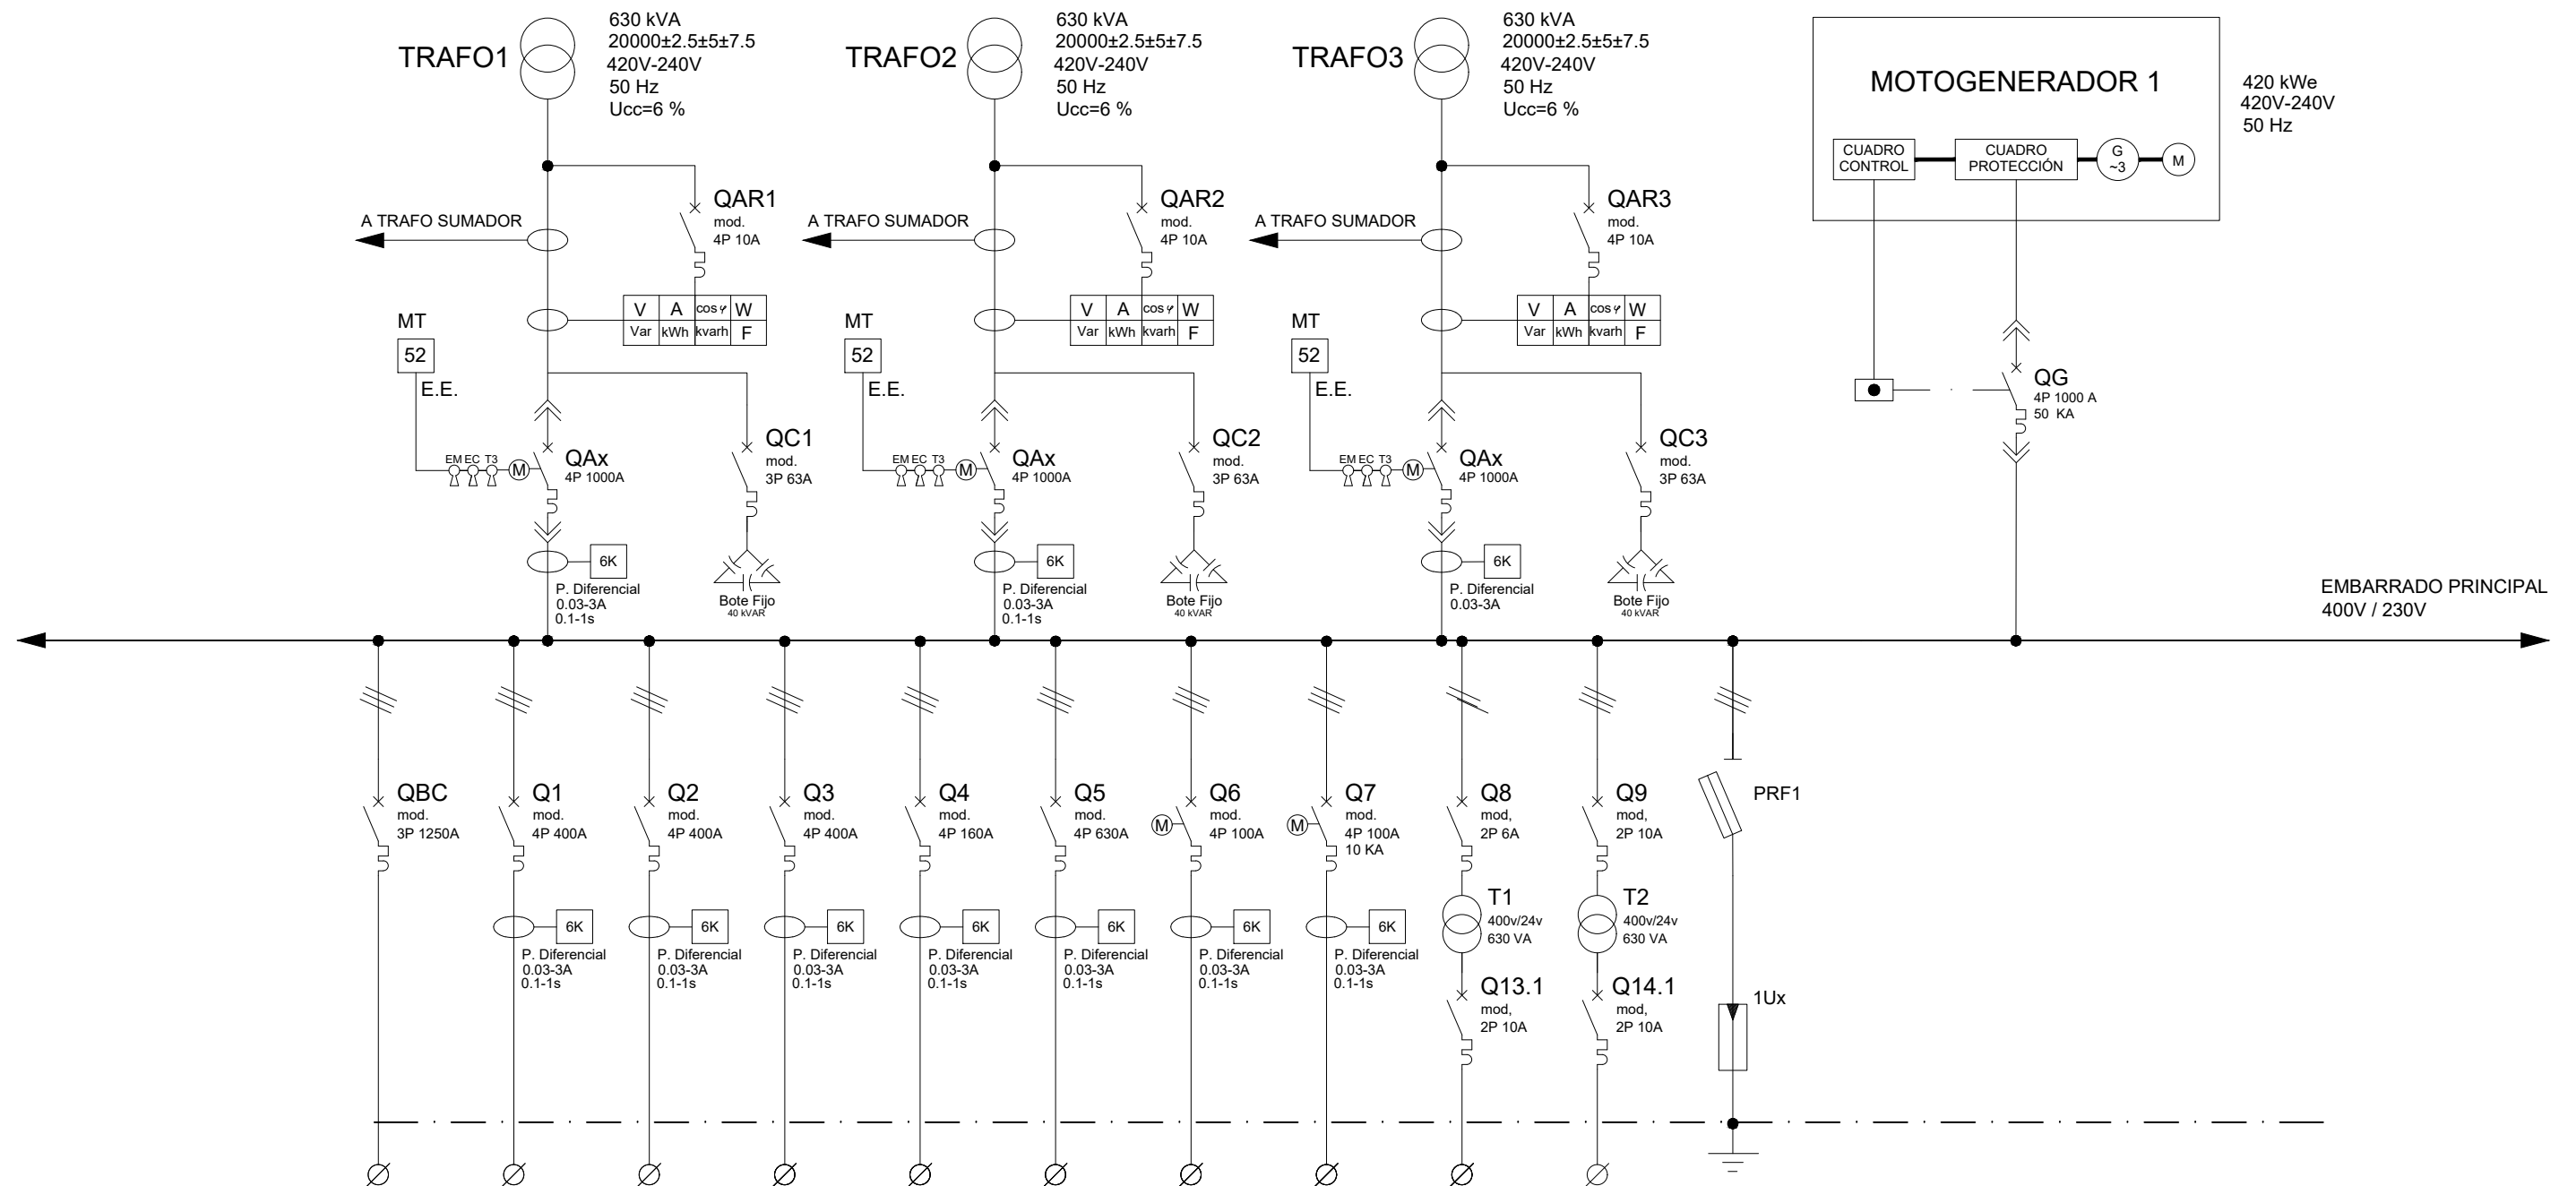 TRAFO1
630 kVA
20000±2.5±5±7.5
420V-240V
50 Hz
Ucc=6 %
TRAFO2
630 kVA
20000±2.5±5±7.5
420V-240V
50 Hz
Ucc=6 %
TRAFO3
630 kVA
20000±2.5±5±7.5
420V-240V
50 Hz
Ucc=6 %
MOTOGENERADOR 1
CUADRO
CONTROL
CUADRO
PROTECCIÓN
G
~3
M
420 kWe
420V-240V
50 Hz
A TRAFO SUMADOR
QAR1
mod.
4P 10A
A TRAFO SUMADOR
QAR2
mod.
4P 10A
A TRAFO SUMADOR
QAR3
mod.
4P 10A
V A cos φ W
Var kWh kvarh F
V A cos φ W
Var kWh kvarh F
V A cos φ W
Var kWh kvarh F
MT
52
E.E.
EM EC T3
M
QAx
4P 1000A
QC1
mod.
3P 63A
MT
52
E.E.
EM EC T3
M
QAx
4P 1000A
QC2
mod.
3P 63A
MT
52
E.E.
EM EC T3
M
QAx
4P 1000A
QC3
mod.
3P 63A
QG
4P 1000 A
50 KA
6K
P. Diferencial
0.03-3A
0.1-1s
Bote Fijo
40 kVAR
6K
P. Diferencial
0.03-3A
0.1-1s
Bote Fijo
40 kVAR
6K
P. Diferencial
0.03-3A
Bote Fijo
40 kVAR
EMBARRADO PRINCIPAL
400V / 230V
QBC
mod.
3P 1250A
Q1
mod.
4P 400A
Q2
mod.
4P 400A
Q3
mod.
4P 400A
Q4
mod.
4P 160A
Q5
mod.
4P 630A
M
Q6
mod.
4P 100A
M
Q7
mod.
4P 100A
10 KA
Q8
mod,
2P 6A
Q9
mod,
2P 10A
PRF1
6K
P. Diferencial
0.03-3A
0.1-1s
6K
P. Diferencial
0.03-3A
0.1-1s
6K
P. Diferencial
0.03-3A
0.1-1s
6K
P. Diferencial
0.03-3A
0.1-1s
6K
P. Diferencial
0.03-3A
0.1-1s
6K
P. Diferencial
0.03-3A
0.1-1s
6K
P. Diferencial
0.03-3A
0.1-1s
T1
400v/24v
630 VA
T2
400v/24v
630 VA
Q13.1
mod,
2P 10A
Q14.1
mod,
2P 10A
1Ux